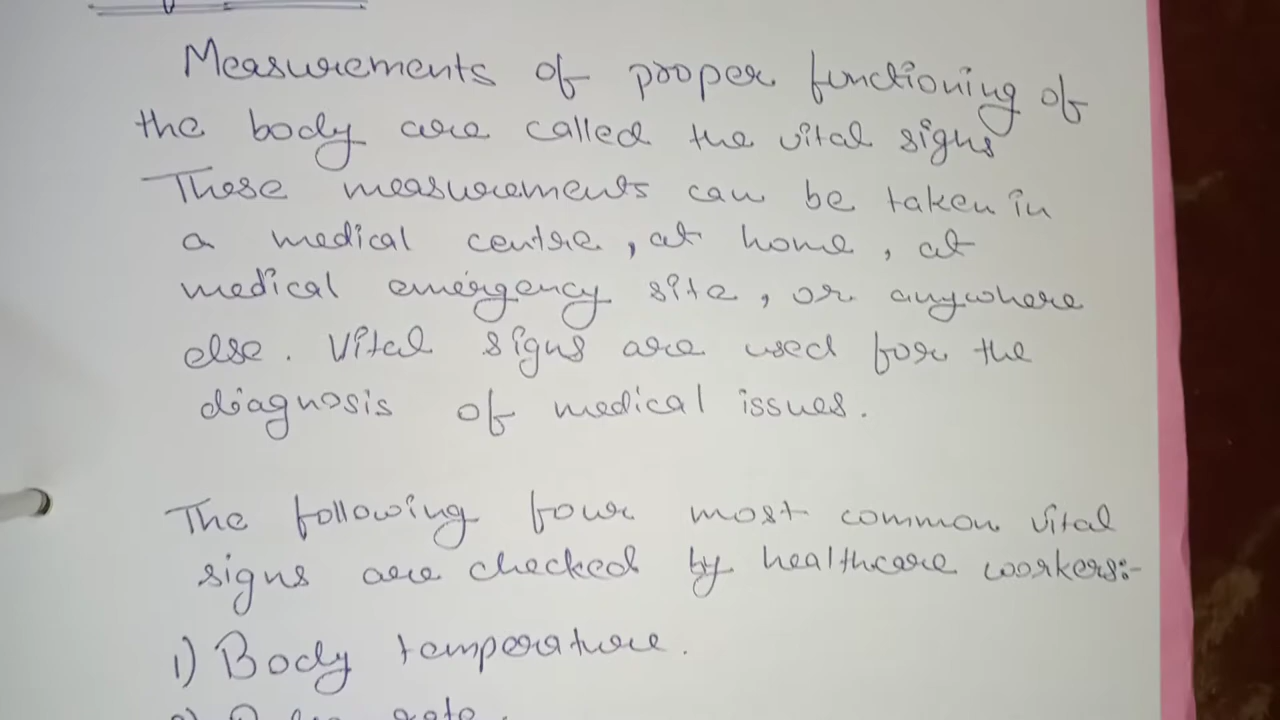 Measurements of proper functioning of
the body are called the vital signs
These measurements can be taken in
a medical centre, at home, at
medical emergency site, or anywhere
else. Vital signs are used for the
diagnosis of medical issues.
The following four most common vital
signs are checked by healthcare workers:-
1) Body temperature.
rate.